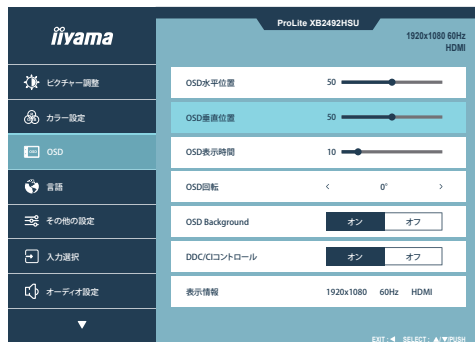 iiyama
ProLite XB2492HSU
1920x1080 60Hz
HDMI
ピクチャー調整
カラー設定
OSD
言語
その他の設定
入力選択
オーディオ設定
OSD水平位置 50
OSD垂直位置 50
OSD表示時間 10
OSD回転 < 0° >
OSD Background オン オフ
DDC/CIコントロール オン オフ
表示情報 1920x1080 60Hz HDMI
EXIT : ◀ SELECT : ▲/▼/PUSH